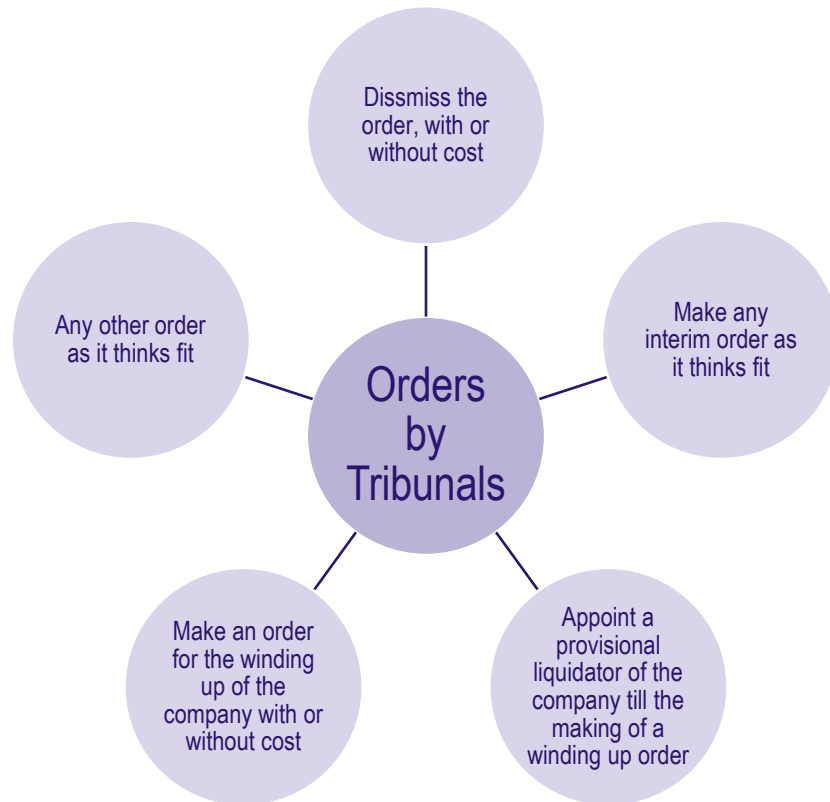 Dissmiss the
order, with or
without cost
Any other order
as it thinks fit
Make any
interim order as
it thinks fit
Orders
by
Tribunals
Make an order
for the winding
up of the
company with or
without cost
Appoint a
provisional
liquidator of the
company till the
making of a
winding up order